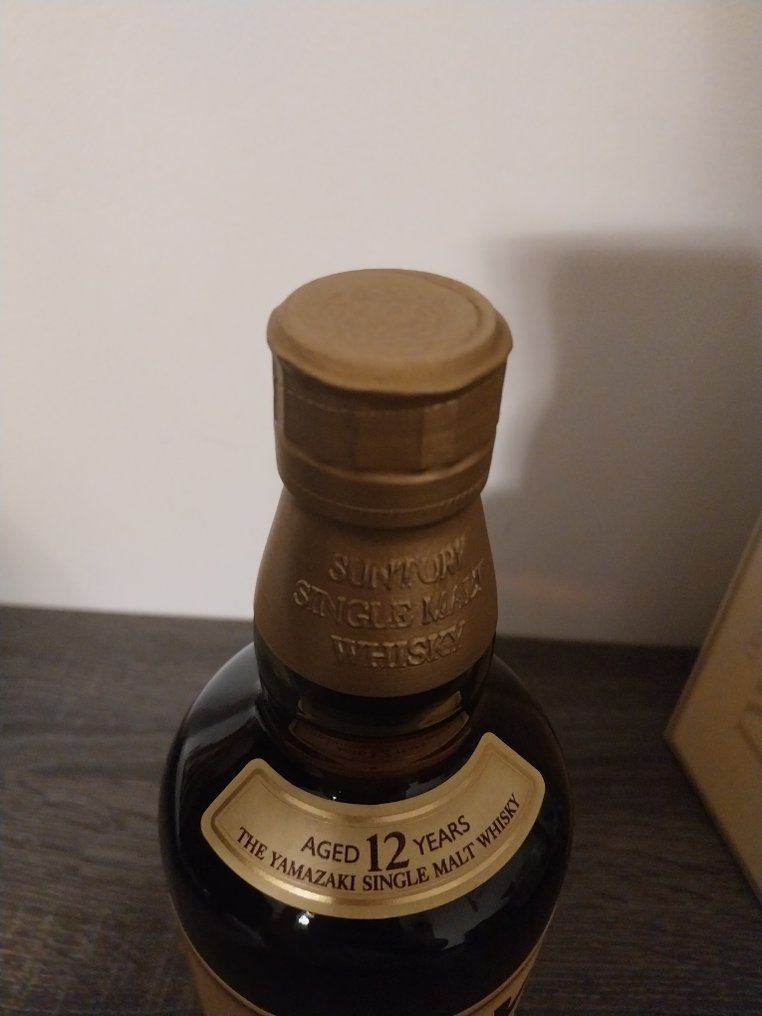 SUNTORY
SINGLE MALT
WHISKY
AGED 12 YEARS
THE YAMAZAKI SINGLE MALT WHISKY